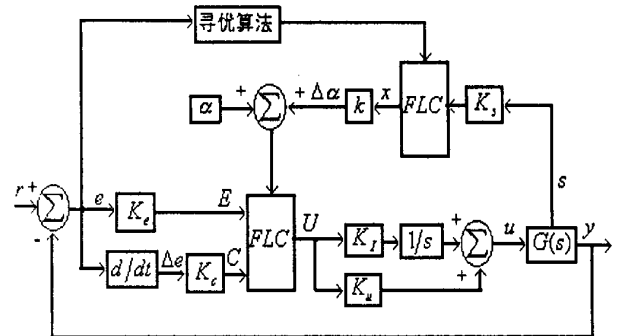 寻优算法
+ + Δα x
α Σ k FLC K_s
s
r + e E
Σ K_e U
- FLC K_I 1/s + Σ u G(s) y
d/dt Δe K_c C
K_u +